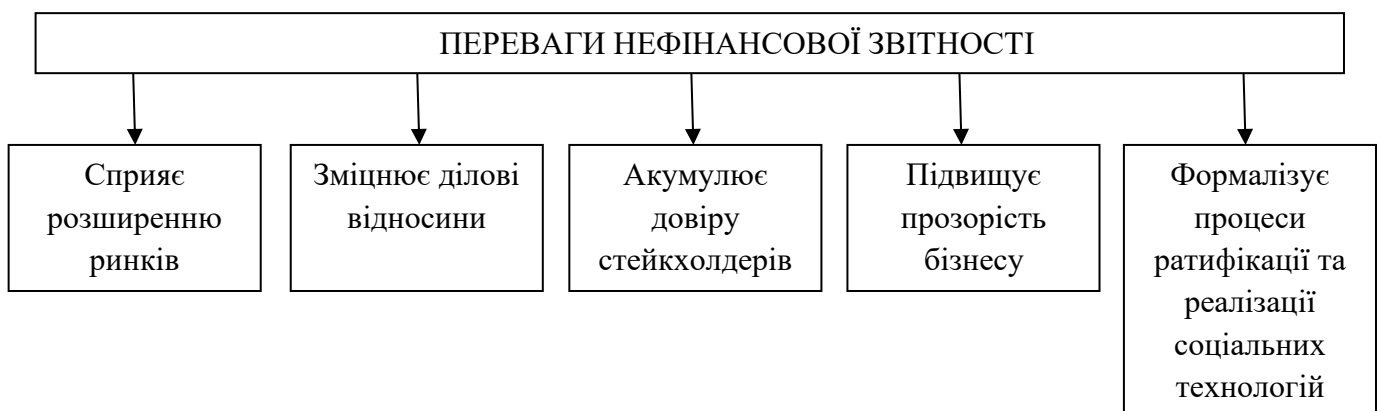 ПЕРЕВАГИ НЕФІНАНСОВОЇ ЗВІТНОСТІ
Сприяє
розширенню
ринків
Зміцнює ділові
відносини
Акумулює
довіру
стейкхолдерів
Підвищує
прозорість
бізнесу
Формалізує
процеси
ратифікації та
реалізації
соціальних
технологій